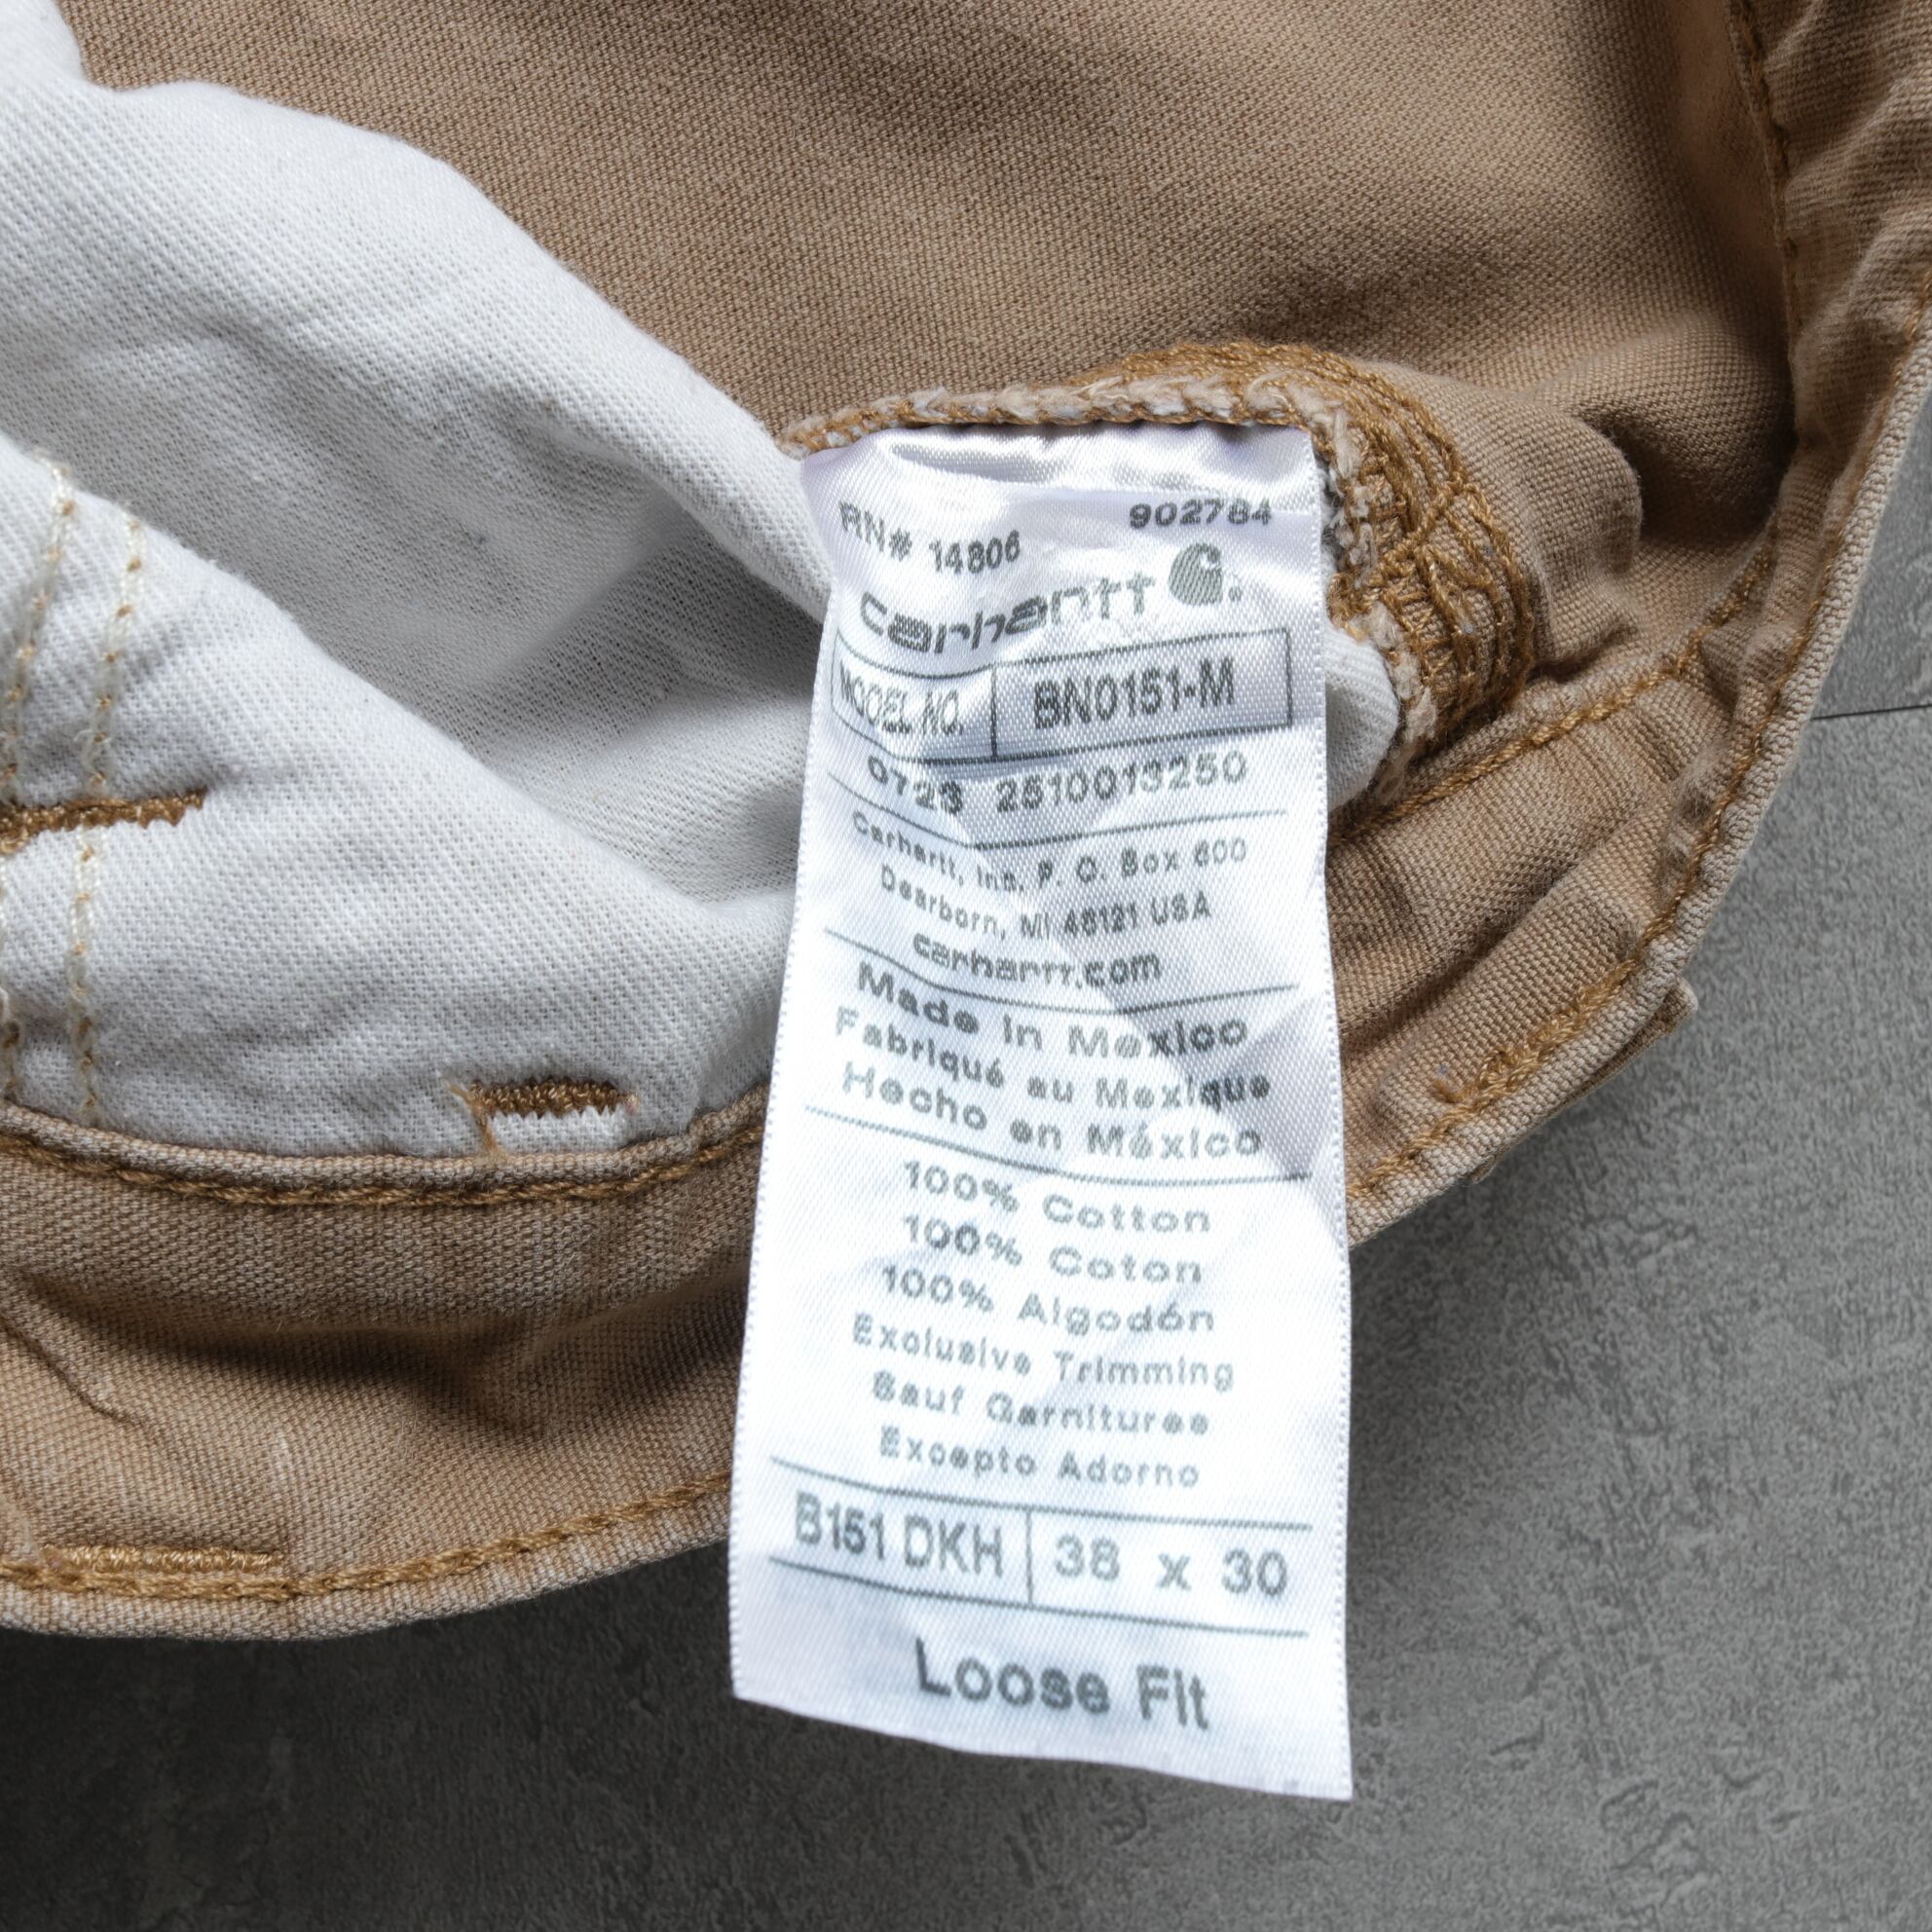 RN# 14806 902784
carhartt
MODEL NO. BN0151-M
0723 2510013250
Carhartt, Inc. P. O. Box 600
Dearborn, MI 48121 USA
carhartt.com
Made in Mexico
Fabriqué au Mexique
Hecho en México
100% Cotton
100% Coton
100% Algodón
Exclusive Trimming
Sauf Garnitures
Excepto Adorno
B151 DKH 38 x 30
Loose Fit